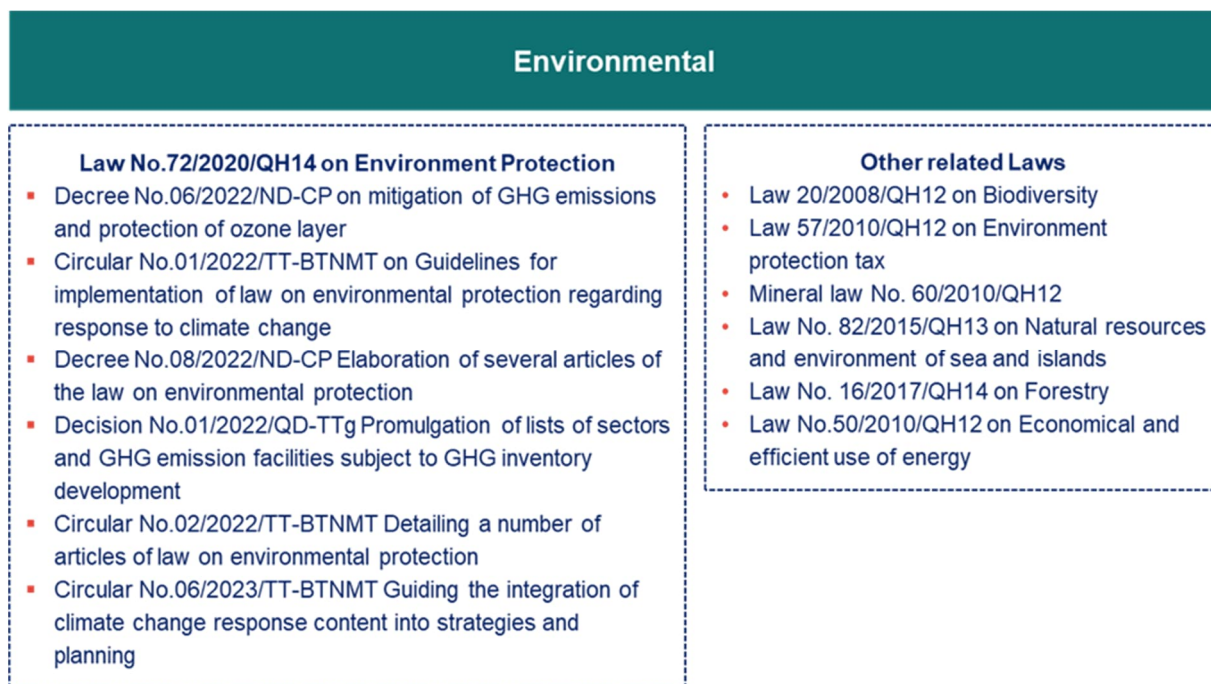 Environmental
Law No.72/2020/QH14 on Environment Protection
▪ Decree No.06/2022/ND-CP on mitigation of GHG emissions
and protection of ozone layer
▪ Circular No.01/2022/TT-BTNMT on Guidelines for
implementation of law on environmental protection regarding
response to climate change
▪ Decree No.08/2022/ND-CP Elaboration of several articles of
the law on environmental protection
▪ Decision No.01/2022/QD-TTg Promulgation of lists of sectors
and GHG emission facilities subject to GHG inventory
development
▪ Circular No.02/2022/TT-BTNMT Detailing a number of
articles of law on environmental protection
▪ Circular No.06/2023/TT-BTNMT Guiding the integration of
climate change response content into strategies and
planning
Other related Laws
• Law 20/2008/QH12 on Biodiversity
• Law 57/2010/QH12 on Environment
protection tax
• Mineral law No. 60/2010/QH12
• Law No. 82/2015/QH13 on Natural resources
and environment of sea and islands
• Law No. 16/2017/QH14 on Forestry
• Law No.50/2010/QH12 on Economical and
efficient use of energy